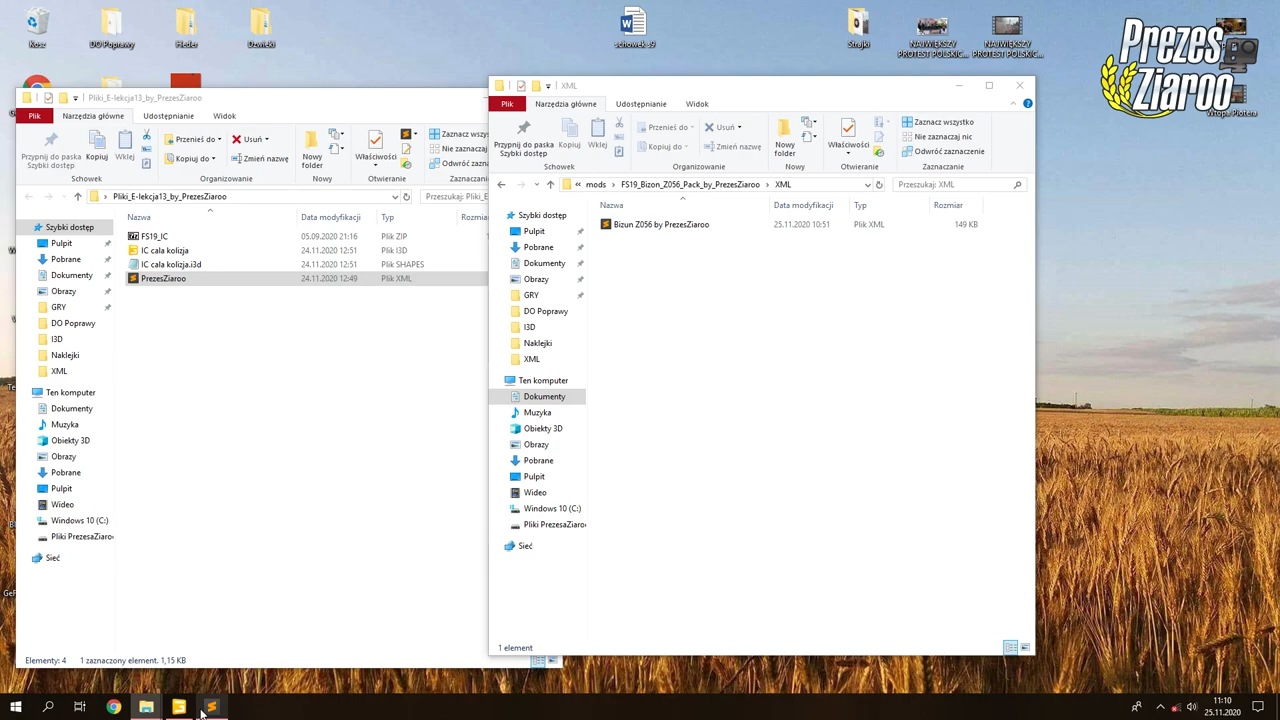 Kosz
DO Poprawy
Heder
Dzwieki
schowek s9
Strajki
NAJWIĘKSZY PROTEST POLSKIC...
NAJWIĘKSZY PROTEST POLSKIC...
Prezes
Ziaroo
Pliki_E-lekcja13_by_PrezesZiaroo
Plik
Narzędzia główne
Udostępnianie
Widok
Przypnij do paska Szybki dostęp
Kopiuj
Wklej
Przenieś do
Kopiuj do
Usuń
Zmień nazwę
Nowy folder
Właściwości
Zaznacz wszystko
Nie zaznaczaj
Odwróć zaznac
Schowek
Organizowanie
Nowy
Otwieranie
Zaznaczanie
Pliki_E-lekcja13_by_PrezesZiaroo
Przeszukaj: Pliki_E
Nazwa
Data modyfikacji
Typ
Rozmiar
Szybki dostęp
Pulpit
Pobrane
Dokumenty
Obrazy
GRY
DO Poprawy
I3D
Naklejki
XML
Ten komputer
Dokumenty
Muzyka
Obiekty 3D
Obrazy
Pobrane
Pulpit
Wideo
Windows 10 (C:)
Pliki PrezesaZiaroo
Sieć
FS19_IC 05.09.2020 21:16 Plik ZIP
IC cala kolizja 24.11.2020 12:51 Plik I3D
IC cala kolizja.i3d 24.11.2020 12:51 Plik SHAPES
PrezesZiaroo 24.11.2020 12:49 Plik XML
Elementy: 4 1 zaznaczony element. 1,15 KB
XML
Plik
Narzędzia główne
Udostępnianie
Widok
Przypnij do paska Szybki dostęp
Kopiuj
Wklej
Przenieś do
Kopiuj do
Usuń
Zmień nazwę
Nowy folder
Właściwości
Zaznacz wszystko
Nie zaznaczaj nic
Odwróć zaznaczenie
Schowek
Organizowanie
Nowy
Otwieranie
Zaznaczanie
« mods › FS19_Bizon_Z056_Pack_by_PrezesZiaroo › XML
Przeszukaj: XML
Nazwa
Data modyfikacji
Typ
Rozmiar
Szybki dostęp
Pulpit
Pobrane
Dokumenty
Obrazy
GRY
DO Poprawy
I3D
Naklejki
XML
Ten komputer
Dokumenty
Muzyka
Obiekty 3D
Obrazy
Pobrane
Pulpit
Wideo
Windows 10 (C:)
Pliki PrezesaZiaroo
Sieć
Bizun Z056 by PrezesZiaroo 25.11.2020 10:51 Plik XML 149 KB
1 element
11:10
25.11.2020